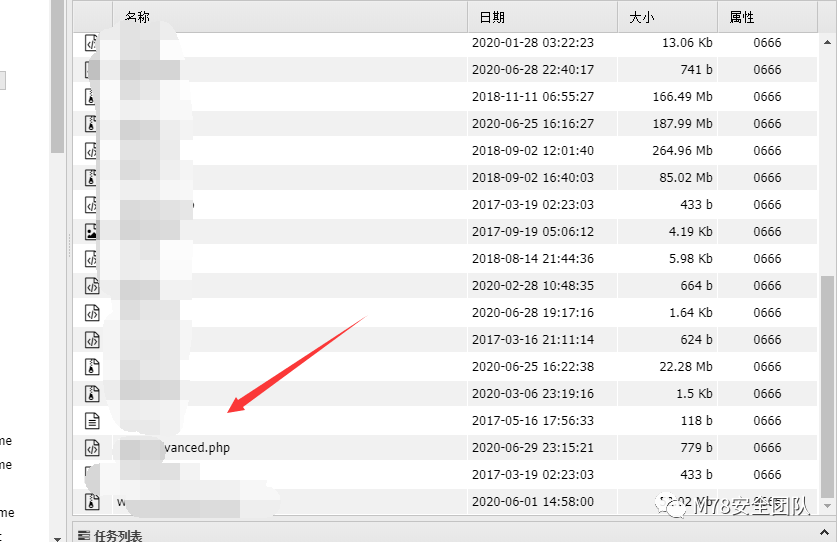 名称 日期 大小 属性
2020-01-28 03:22:23 13.06 Kb 0666
2020-06-28 22:40:17 741 b 0666
2018-11-11 06:55:27 166.49 Mb 0666
2020-06-25 16:16:27 187.99 Mb 0666
2018-09-02 12:01:40 264.96 Mb 0666
2018-09-02 16:40:03 85.02 Mb 0666
2017-03-19 02:23:03 433 b 0666
2017-09-19 05:06:12 4.19 Kb 0666
2018-08-14 21:44:36 5.98 Kb 0666
2020-02-28 10:48:35 664 b 0666
2020-06-28 19:17:16 1.64 Kb 0666
2017-03-16 21:11:14 624 b 0666
2020-06-25 16:22:38 22.28 Mb 0666
2020-03-06 23:19:16 1.5 Kb 0666
me
2017-05-16 17:56:33 118 b 0666
vanced.php 2020-06-29 23:15:21 779 b 0666
me
2017-03-19 02:23:03 433 b 0666
w 2020-06-01 14:58:00 Mb 0666
me
M78安全团队
任务列表